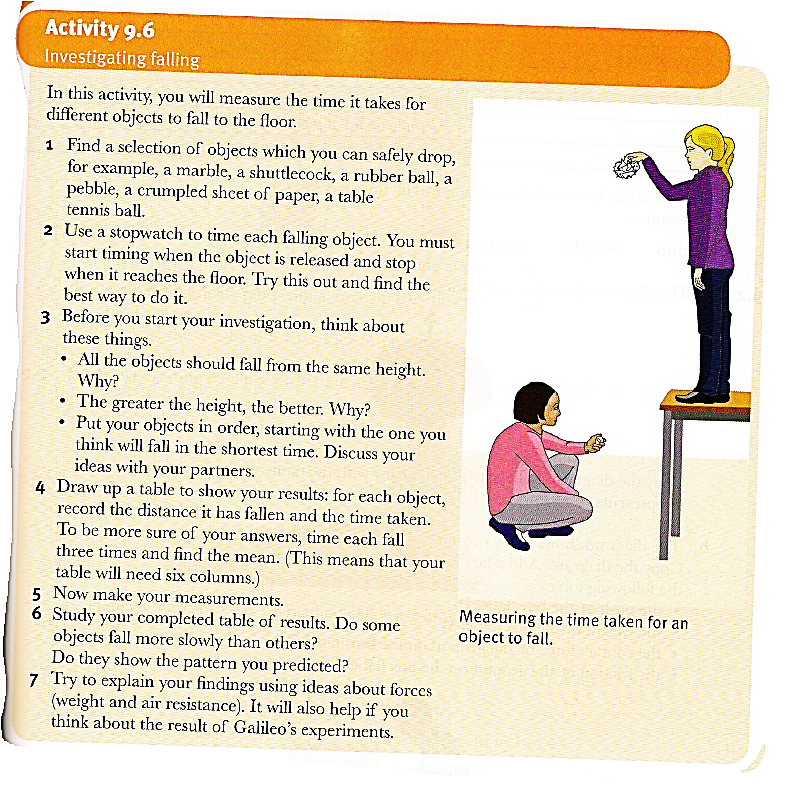 Activity 9.6
Investigating falling
In this activity, you will measure the time it takes for
different objects to fall to the floor.
1 Find a selection of objects which you can safely drop,
for example, a marble, a shuttlecock, a rubber ball, a
pebble, a crumpled sheet of paper, a table
tennis ball.
2 Use a stopwatch to time each falling object. You must
start timing when the object is released and stop
when it reaches the floor. Try this out and find the
best way to do it.
3 Before you start your investigation, think about
these things.
• All the objects should fall from the same height.
Why?
• The greater the height, the better. Why?
• Put your objects in order, starting with the one you
think will fall in the shortest time. Discuss your
ideas with your partners.
4 Draw up a table to show your results: for each object,
record the distance it has fallen and the time taken.
To be more sure of your answers, time each fall
three times and find the mean. (This means that your
table will need six columns.)
5 Now make your measurements.
6 Study your completed table of results. Do some
objects fall more slowly than others?
Do they show the pattern you predicted?
7 Try to explain your findings using ideas about forces
(weight and air resistance). It will also help if you
think about the result of Galileo's experiments.
Measuring the time taken for an
object to fall.